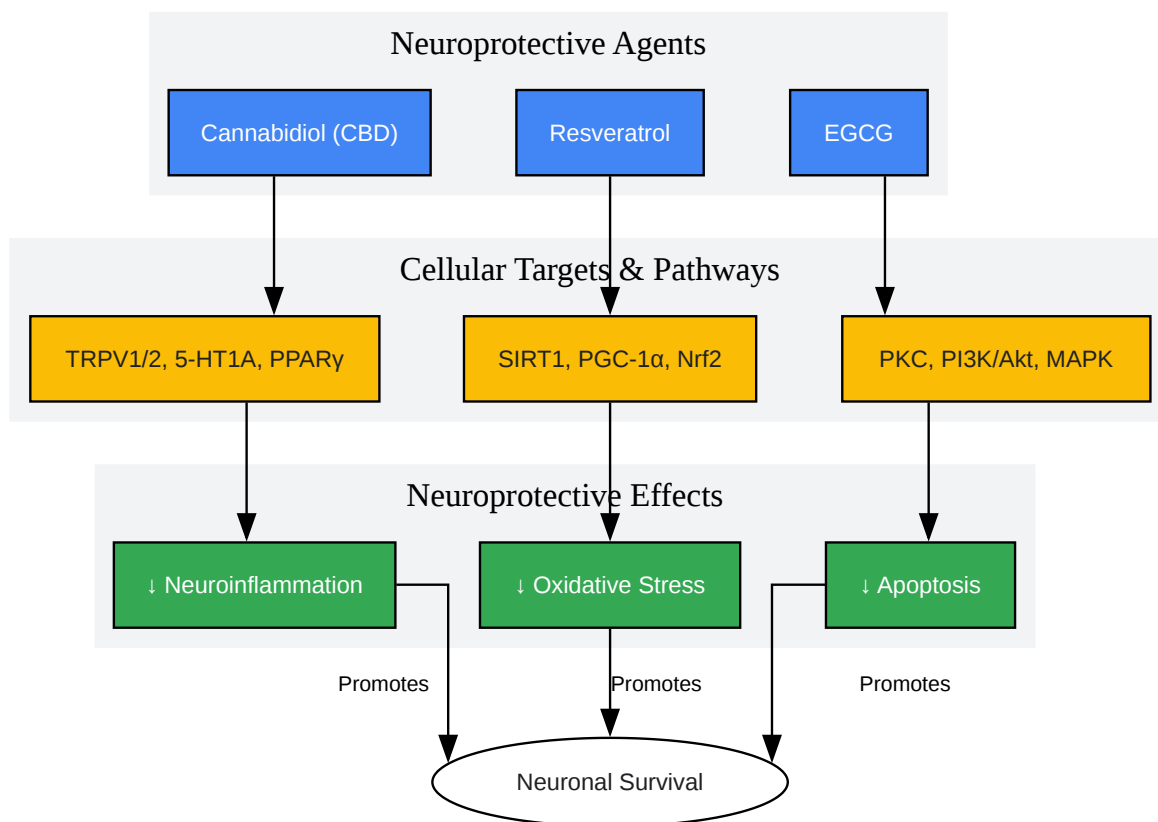 Neuroprotective Agents
Cannabidiol (CBD)
Resveratrol
EGCG
Cellular Targets & Pathways
TRPV1/2, 5-HT1A, PPARγ
SIRT1, PGC-1α, Nrf2
PKC, PI3K/Akt, MAPK
Neuroprotective Effects
↓ Neuroinflammation
↓ Oxidative Stress
↓ Apoptosis
Promotes
Promotes
Promotes
Neuronal Survival